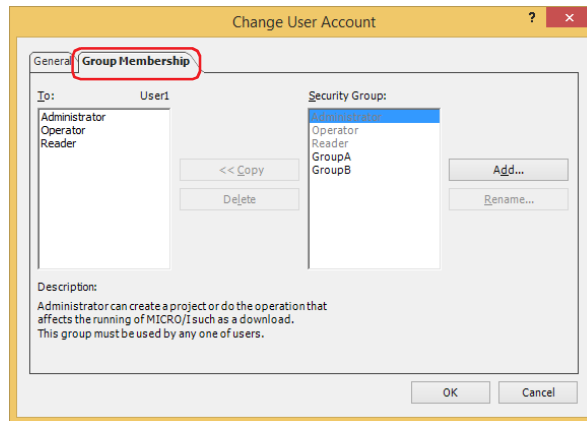 Change User Account
?
General
Group Membership
To: User1
Security Group:
Administrator
Operator
Reader
Administrator
Operator
Reader
GroupA
GroupB
<< Copy
Delete
Add...
Rename...
Description:
Administrator can create a project or do the operation that
affects the running of MICRO/I such as a download.
This group must be used by any one of users.
OK
Cancel